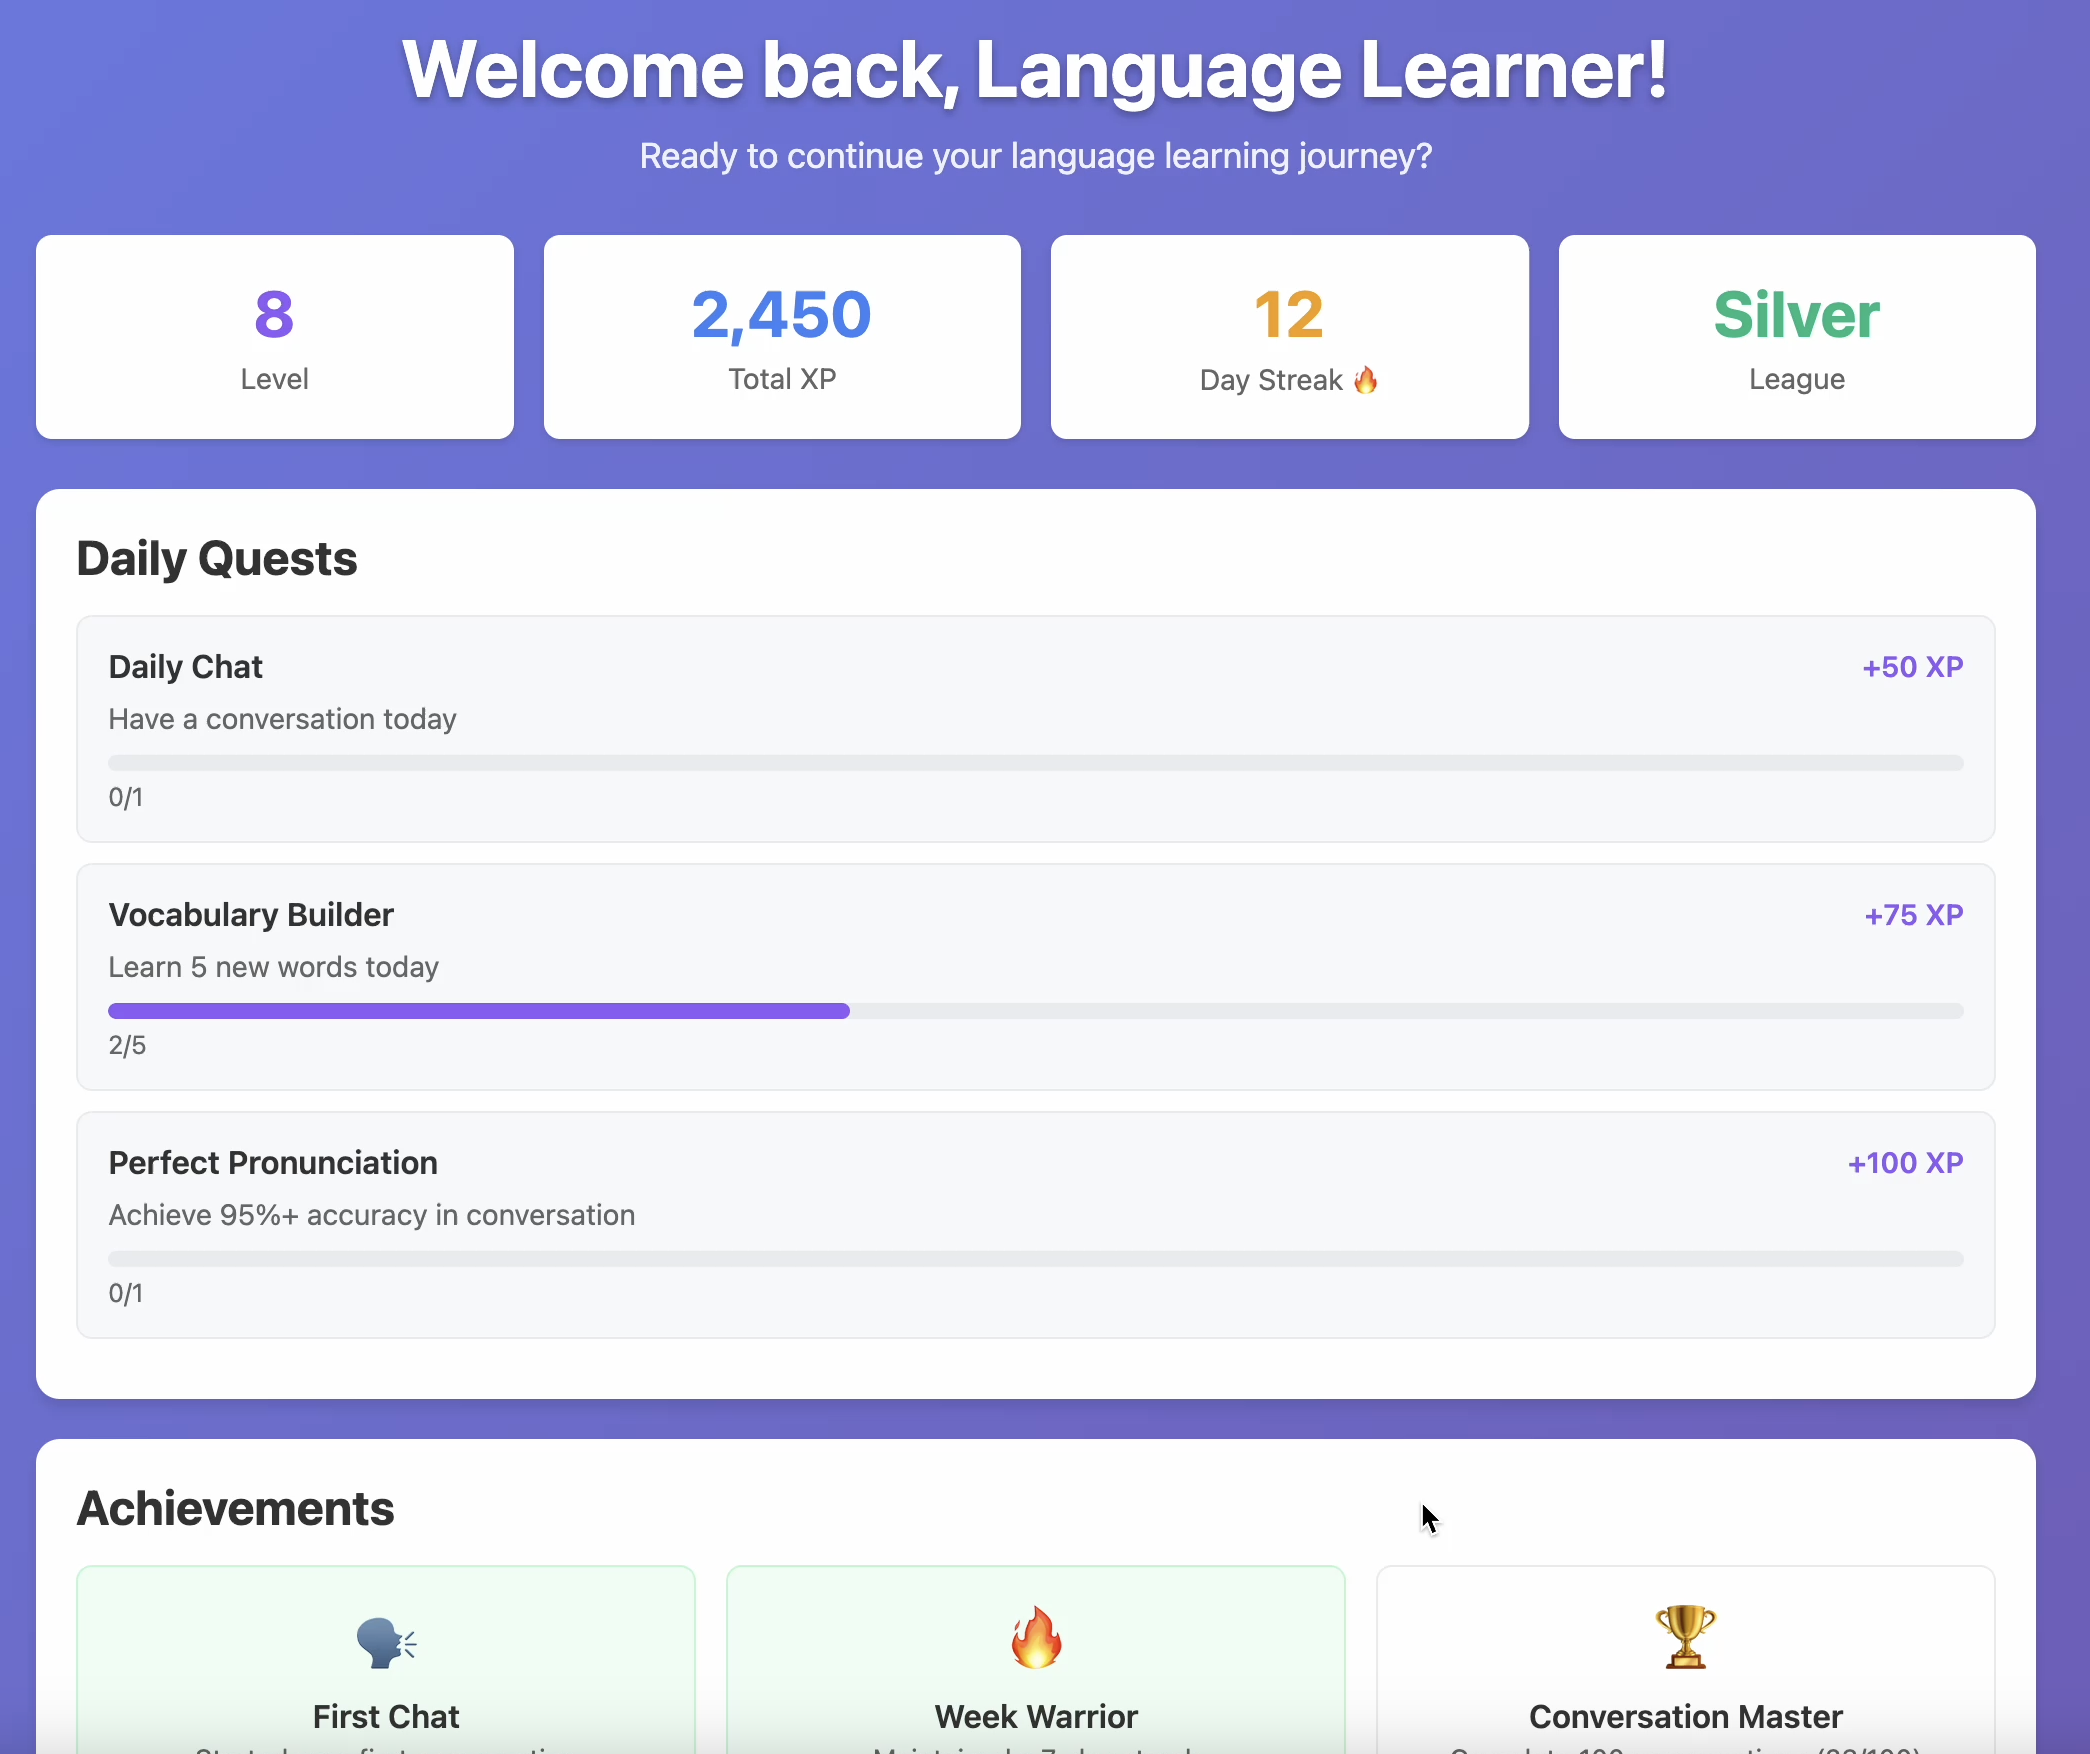 Welcome back, Language Learner!
Ready to continue your language learning journey?
8
Level
2,450
Total XP
12
Day Streak 🔥
Silver
League
Daily Quests
Daily Chat
+50 XP
Have a conversation today
0/1
Vocabulary Builder
+75 XP
Learn 5 new words today
2/5
Perfect Pronunciation
+100 XP
Achieve 95%+ accuracy in conversation
0/1
Achievements
First Chat
Week Warrior
Conversation Master